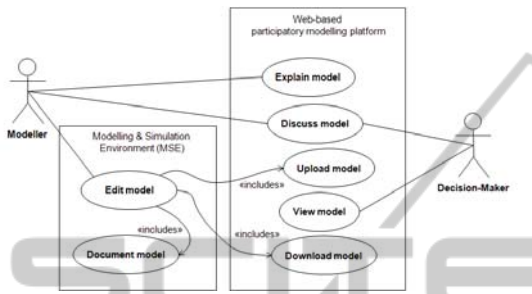 Web-based
participatory modelling platform
Explain model
Modeller
Discuss model
Modelling & Simulation
Environment (MSE)
Upload model
Edit model
«includes»
Decision-Maker
View model
«includes»
«includes»
Document model
Download model